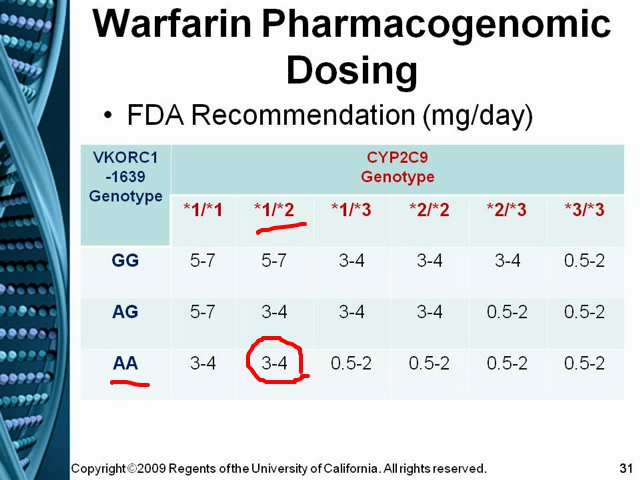 Warfarin Pharmacogenomic
Dosing
• FDA Recommendation (mg/day)
VKORC1
-1639
Genotype
CYP2C9
Genotype
*1/*1 *1/*2 *1/*3 *2/*2 *2/*3 *3/*3
GG 5-7 5-7 3-4 3-4 3-4 0.5-2
AG 5-7 3-4 3-4 3-4 0.5-2 0.5-2
AA 3-4 3-4 0.5-2 0.5-2 0.5-2 0.5-2
Copyright ©2009 Regents of the University of California. All rights reserved. 31